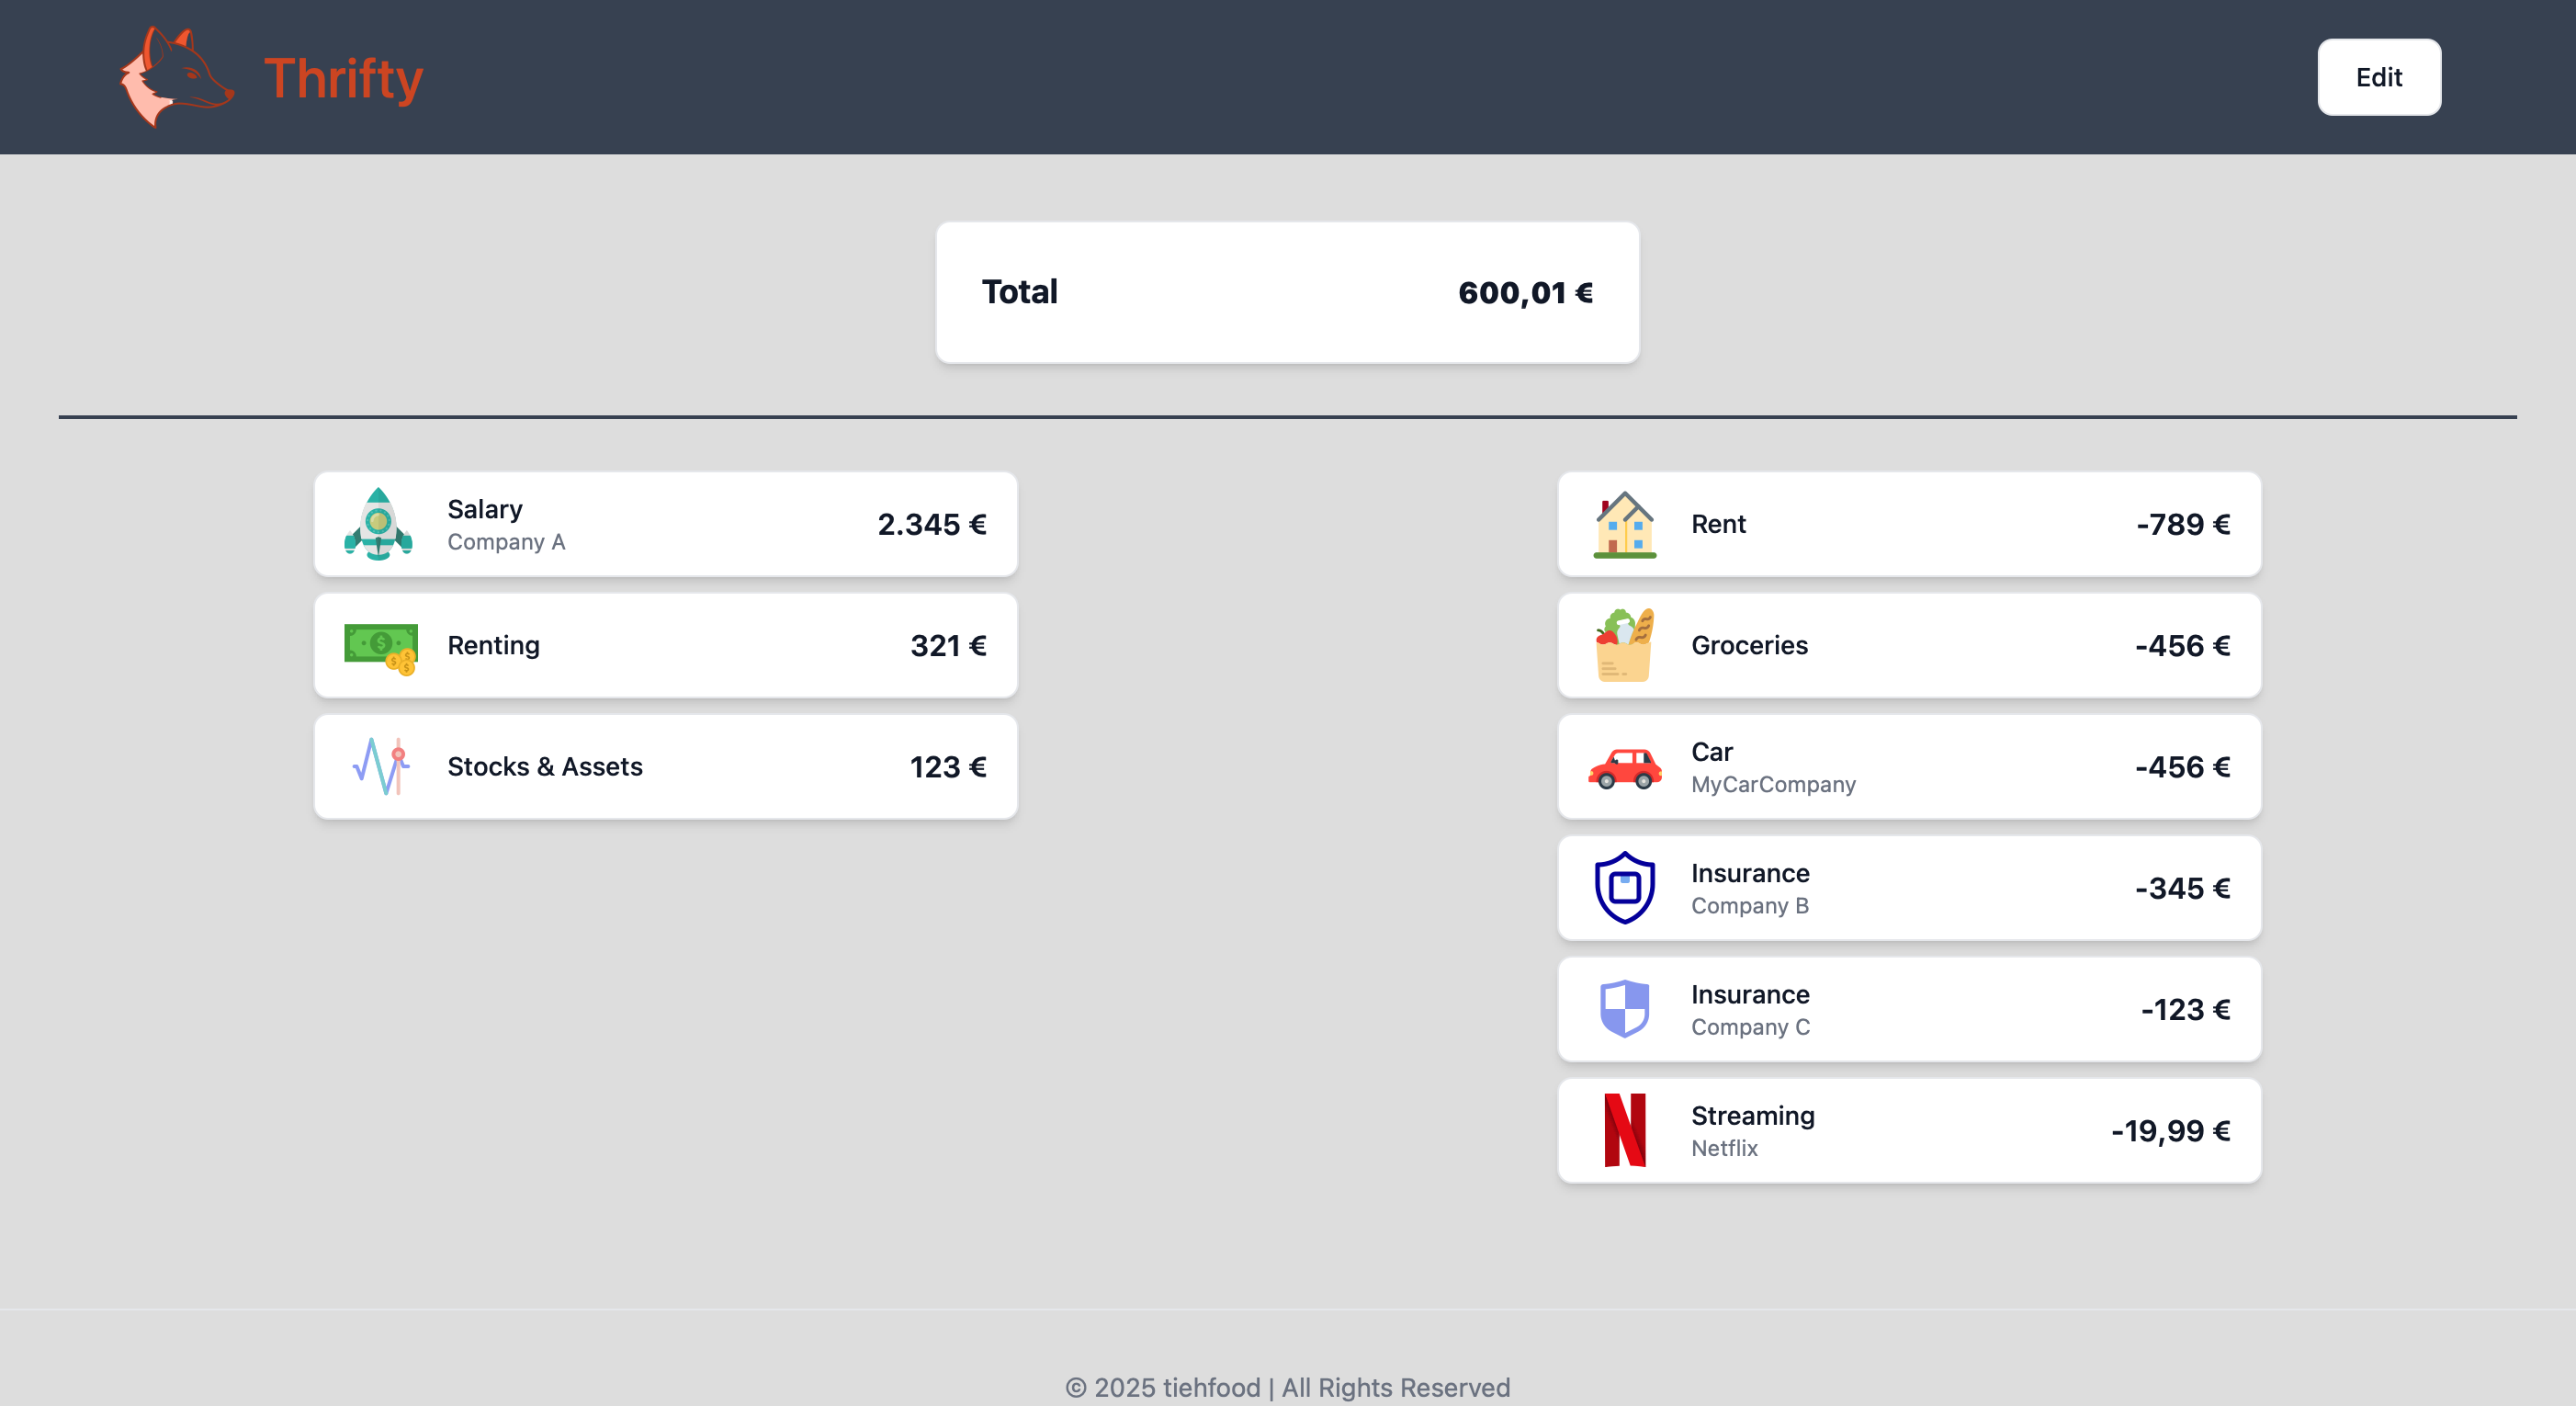 Thrifty
Edit
Total 600,01 €
Salary
Company A
2.345 €
Renting 321 €
Stocks & Assets 123 €
Rent -789 €
Groceries -456 €
Car
MyCarCompany
-456 €
Insurance
Company B
-345 €
Insurance
Company C
-123 €
Streaming
Netflix
-19,99 €
© 2025 tiehfood | All Rights Reserved